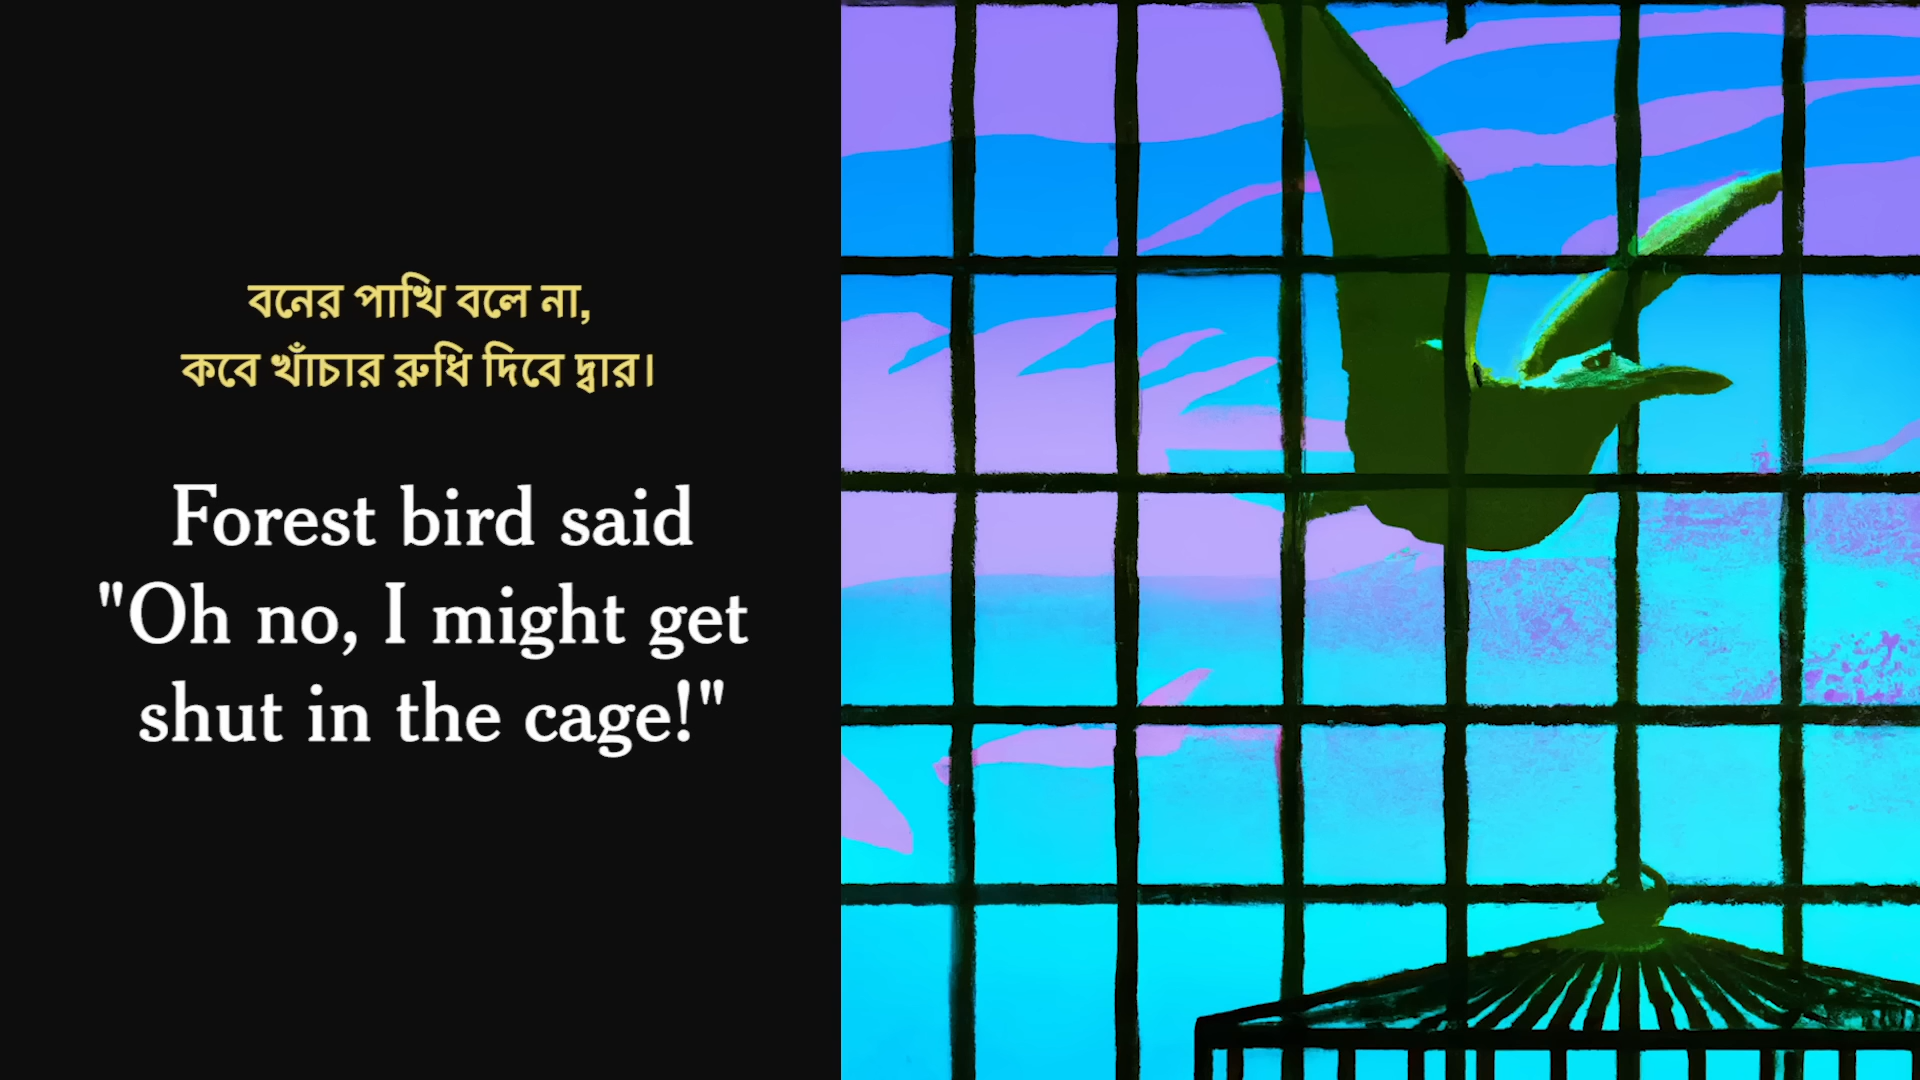 বনের পাখি বলে না,
কবে খাঁচার রুধি দিবে দ্বার।
Forest bird said
"Oh no, I might get
shut in the cage!"